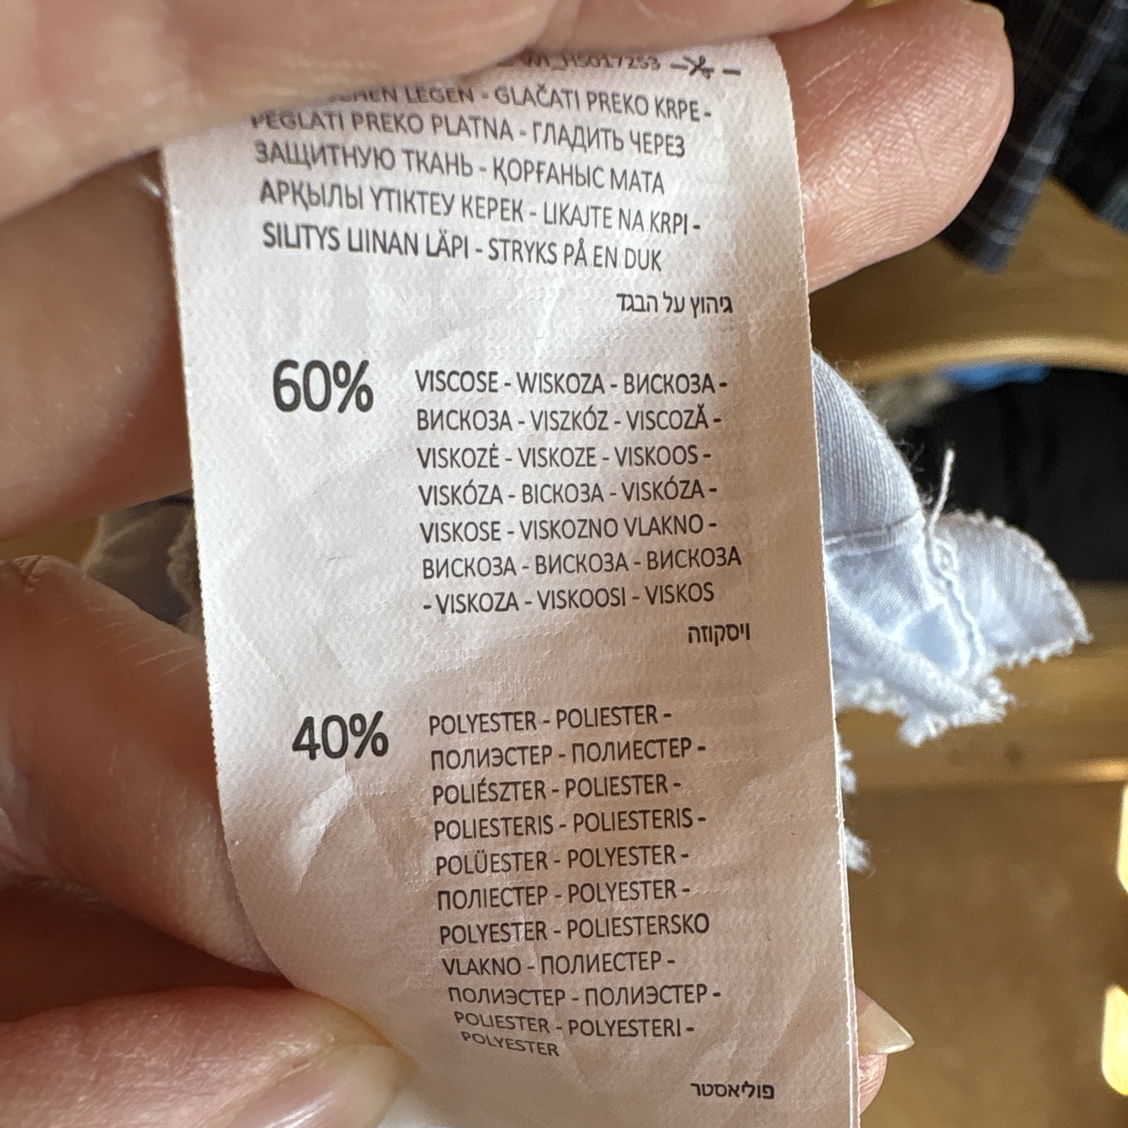 WI_HS017253
LEGEN - GLAČATI PREKO KRPE -
PEGLATI PREKO PLATNA - ГЛАДИТЬ ЧЕРЕЗ
ЗАЩИТНУЮ ТКАНЬ - ҚОРҒАНЫС МАТА
АРҚЫЛЫ ҮТІКТЕУ КЕРЕК - LIKAJTE NA KRPI -
SILITYS LIINAN LÄPI - STRYKS PÅ EN DUK
גיהוץ על הבגד
60% VISCOSE - WISKOZA - ВИСКОЗА -
ВИСКОЗА - VISZKÓZ - VISCOZĂ -
VISKOZĖ - VISKOZE - VISKOOS -
VISKÓZA - ВІСКОЗА - VISKÓZA -
VISKOSE - VISKOZNO VLAKNO -
ВИСКОЗА - ВИСКОЗА - ВИСКОЗА
- VISKOZA - VISKOOSI - VISKOS
ויסקוזה
40% POLYESTER - POLIESTER -
ПОЛИЭСТЕР - ПОЛИЕСТЕР -
POLIÉSZTER - POLIESTER -
POLIESTERIS - POLIESTERIS -
POLÜESTER - POLYESTER -
ПОЛІЕСТЕР - POLYESTER -
POLYESTER - POLIESTERSKO
VLAKNO - ПОЛИЕСТЕР -
ПОЛИЭСТЕР - ПОЛИЭСТЕР -
POLIESTER - POLYESTERI -
POLYESTER
פוליאסטר